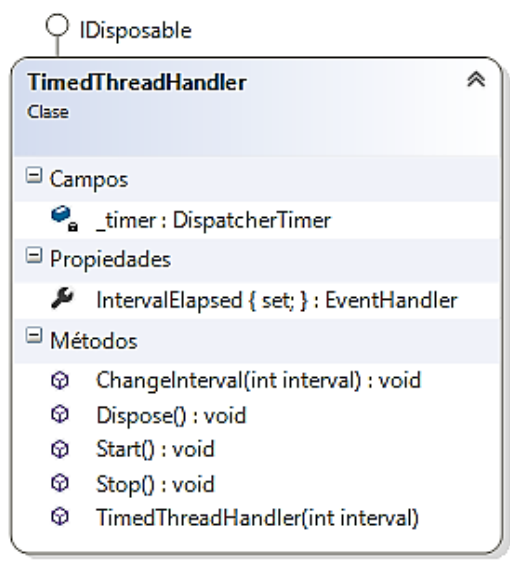 IDisposable
TimedThreadHandler
Clase
Campos
_timer : DispatcherTimer
Propiedades
IntervalElapsed { set; } : EventHandler
Métodos
ChangeInterval(int interval) : void
Dispose() : void
Start() : void
Stop() : void
TimedThreadHandler(int interval)